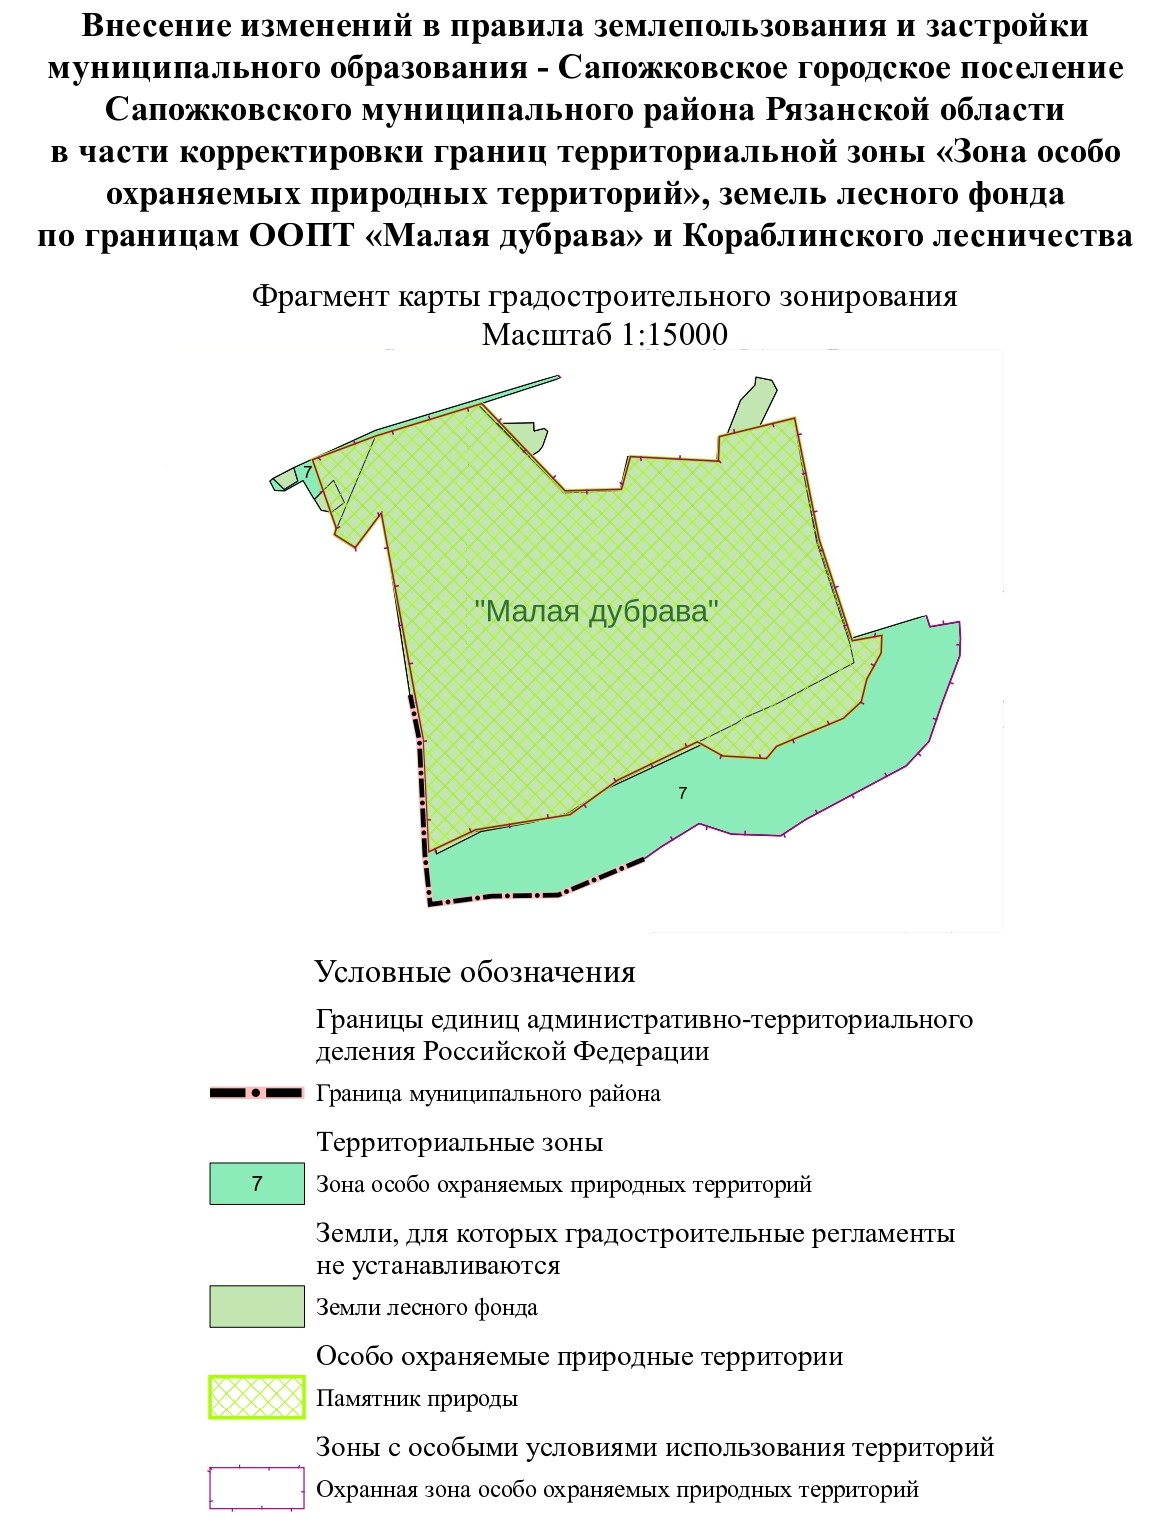 Внесение изменений в правила землепользования и застройки
муниципального образования - Сапожковское городское поселение
Сапожковского муниципального района Рязанской области
в части корректировки границ территориальной зоны «Зона особо
охраняемых природных территорий», земель лесного фонда
по границам ООПТ «Малая дубрава» и Кораблинского лесничества
Фрагмент карты градостроительного зонирования
Масштаб 1:15000
7
"Малая дубрава"
7
Условные обозначения
Границы единиц административно-территориального
деления Российской Федерации
Граница муниципального района
Территориальные зоны
7 Зона особо охраняемых природных территорий
Земли, для которых градостроительные регламенты
не устанавливаются
Земли лесного фонда
Особо охраняемые природные территории
Памятник природы
Зоны с особыми условиями использования территорий
Охранная зона особо охраняемых природных территорий